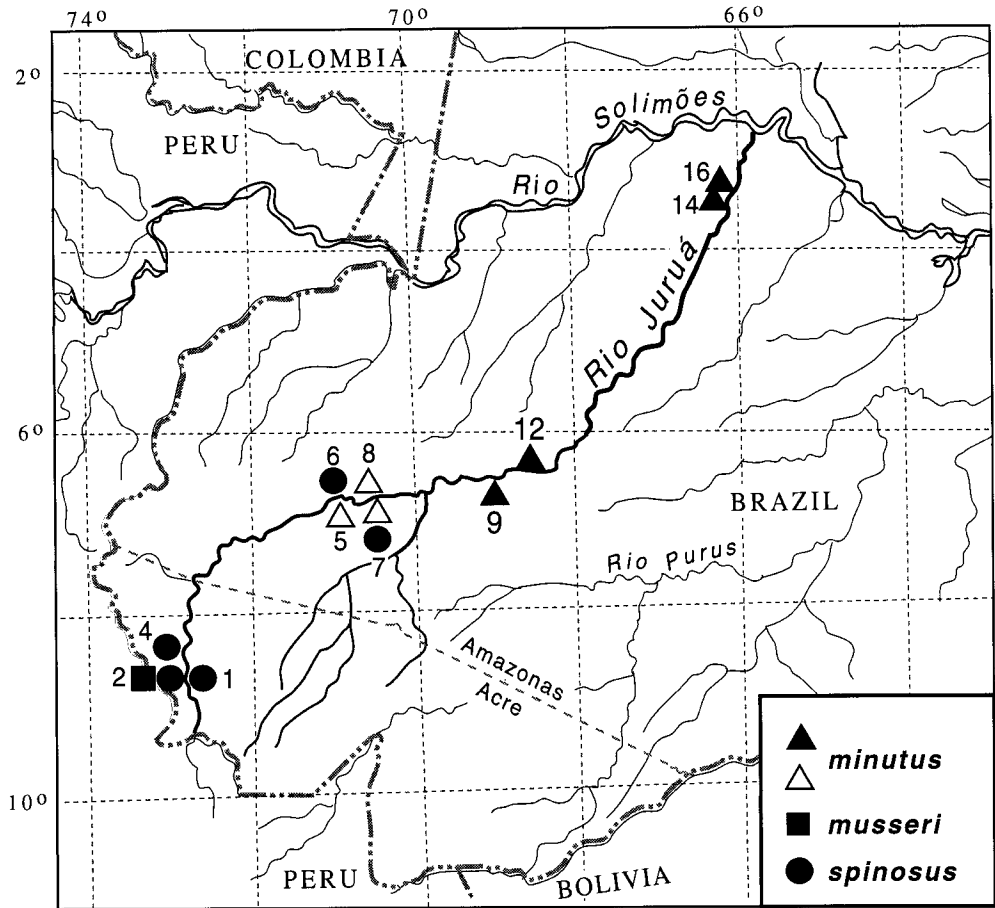 74° 70° 66°
COLOMBIA
2°
PERU
Solimões
Rio
16
14
Rio Juruá
6°
12
6 8
9
BRAZIL
5
7
Rio Purus
4
2 1
Amazonas
Acre
minutus
10°
musseri
PERU
BOLIVIA
spinosus